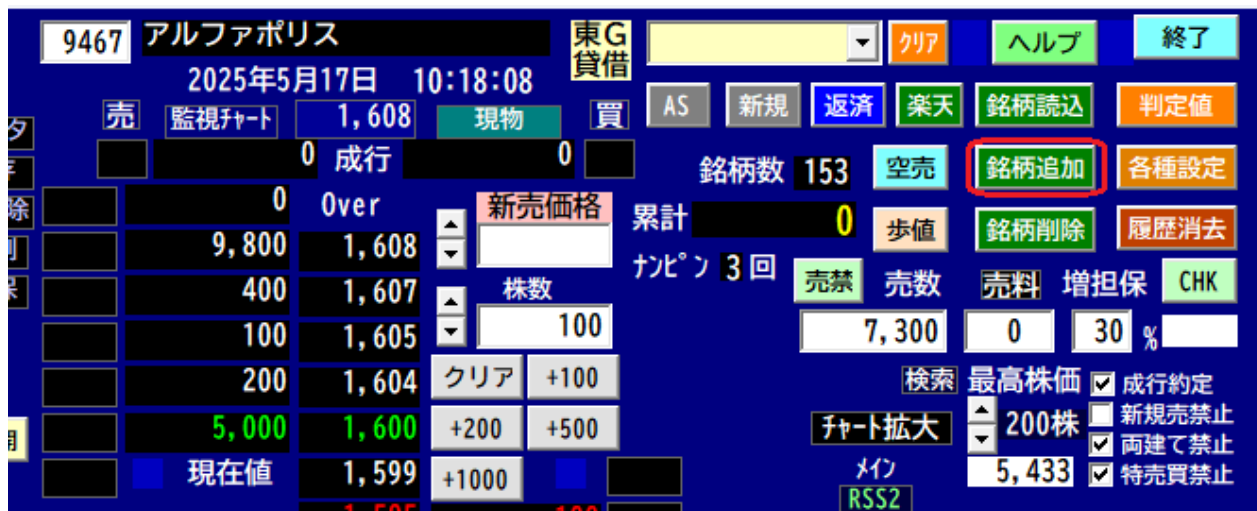 9467 アルファポリス 東G クリア ヘルプ 終了
2025年5月17日 10:18:08 貸借
売 監視ﾁｬｰﾄ 1,608 現物 買 AS 新規 返済 楽天 銘柄読込 判定値
0 成行 0 銘柄数 153 空売 銘柄追加 各種設定
0 Over 新売価格 累計 0 歩値 銘柄削除 履歴消去
9,800 1,608 ﾅﾝﾋﾟﾝ 3回 売禁 売数 売料 増担保 CHK
400 1,607 株数
100 1,605 100 7,300 0 30 %
200 1,604 クリア +100 検索 最高株価 成行約定
5,000 1,600 +200 +500 ﾁｬｰﾄ拡大 200株 新規売禁止
両建て禁止
現在値 1,599 +1000 ﾒｲﾝ 5,433 特売買禁止
RSS2